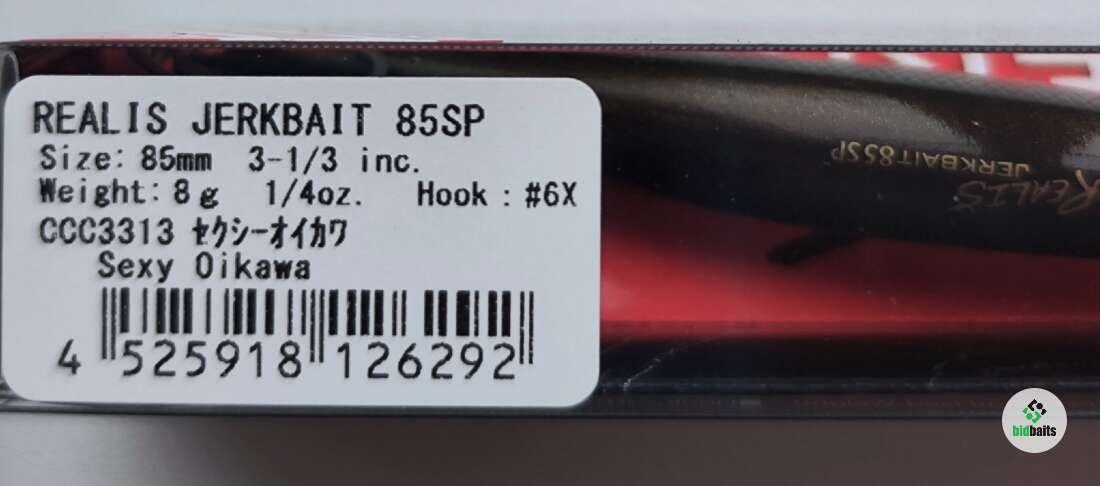 REALIS JERKBAIT 85SP
Size: 85mm 3-1/3 inc.
Weight: 8g 1/4oz. Hook : #6X
CCC3313 ｾｸｼｰｵｲｶﾜ
Sexy Oikawa
4 525918 126292
JERKBAIT85SP
REALIS
bidbaits